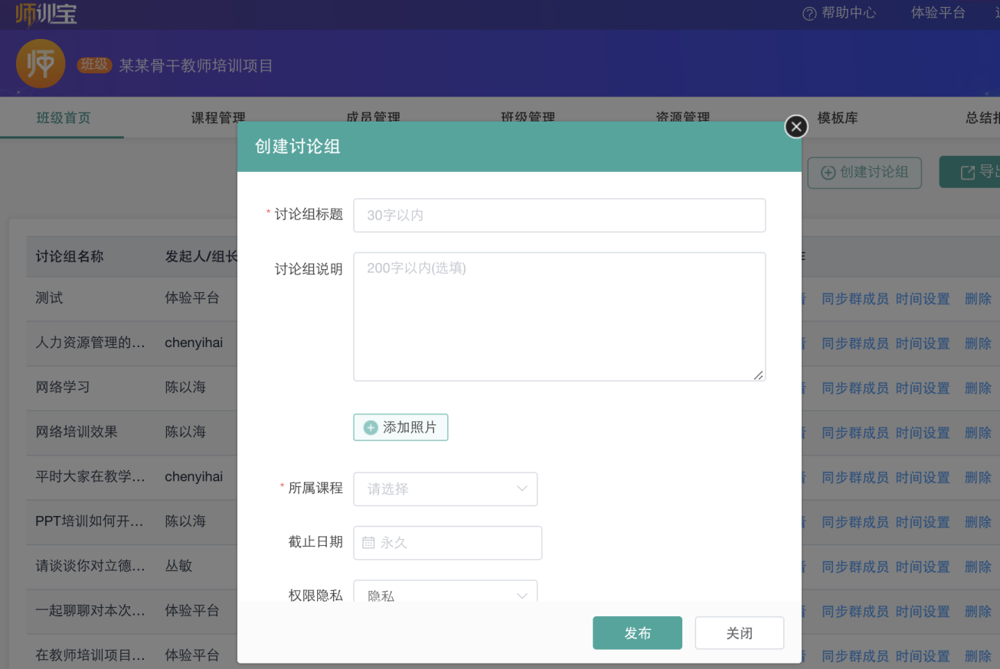 师训宝
帮助中心
体验平台
师
班级 某某骨干教师培训项目
班级首页
课程管理
成员管理
班级管理
资源管理
模板库
总结
创建讨论组
导出
创建讨论组
* 讨论组标题
30字以内
讨论组说明
200字以内(选填)
添加照片
* 所属课程
请选择
截止日期
永久
权限隐私
隐私
发布
关闭
讨论组名称 发起人/组长
测试 体验平台 同步群成员 时间设置 删除
人力资源管理的... chenyihai 同步群成员 时间设置 删除
网络学习 陈以海 同步群成员 时间设置 删除
网络培训效果 陈以海 同步群成员 时间设置 删除
平时大家在教学... chenyihai 同步群成员 时间设置 删除
PPT培训如何开... 陈以海 同步群成员 时间设置 删除
请谈谈你对立德... 丛敏 同步群成员 时间设置 删除
一起聊聊对本次... 体验平台 同步群成员 时间设置 删除
在教师培训项目... 体验平台 同步群成员 时间设置 删除